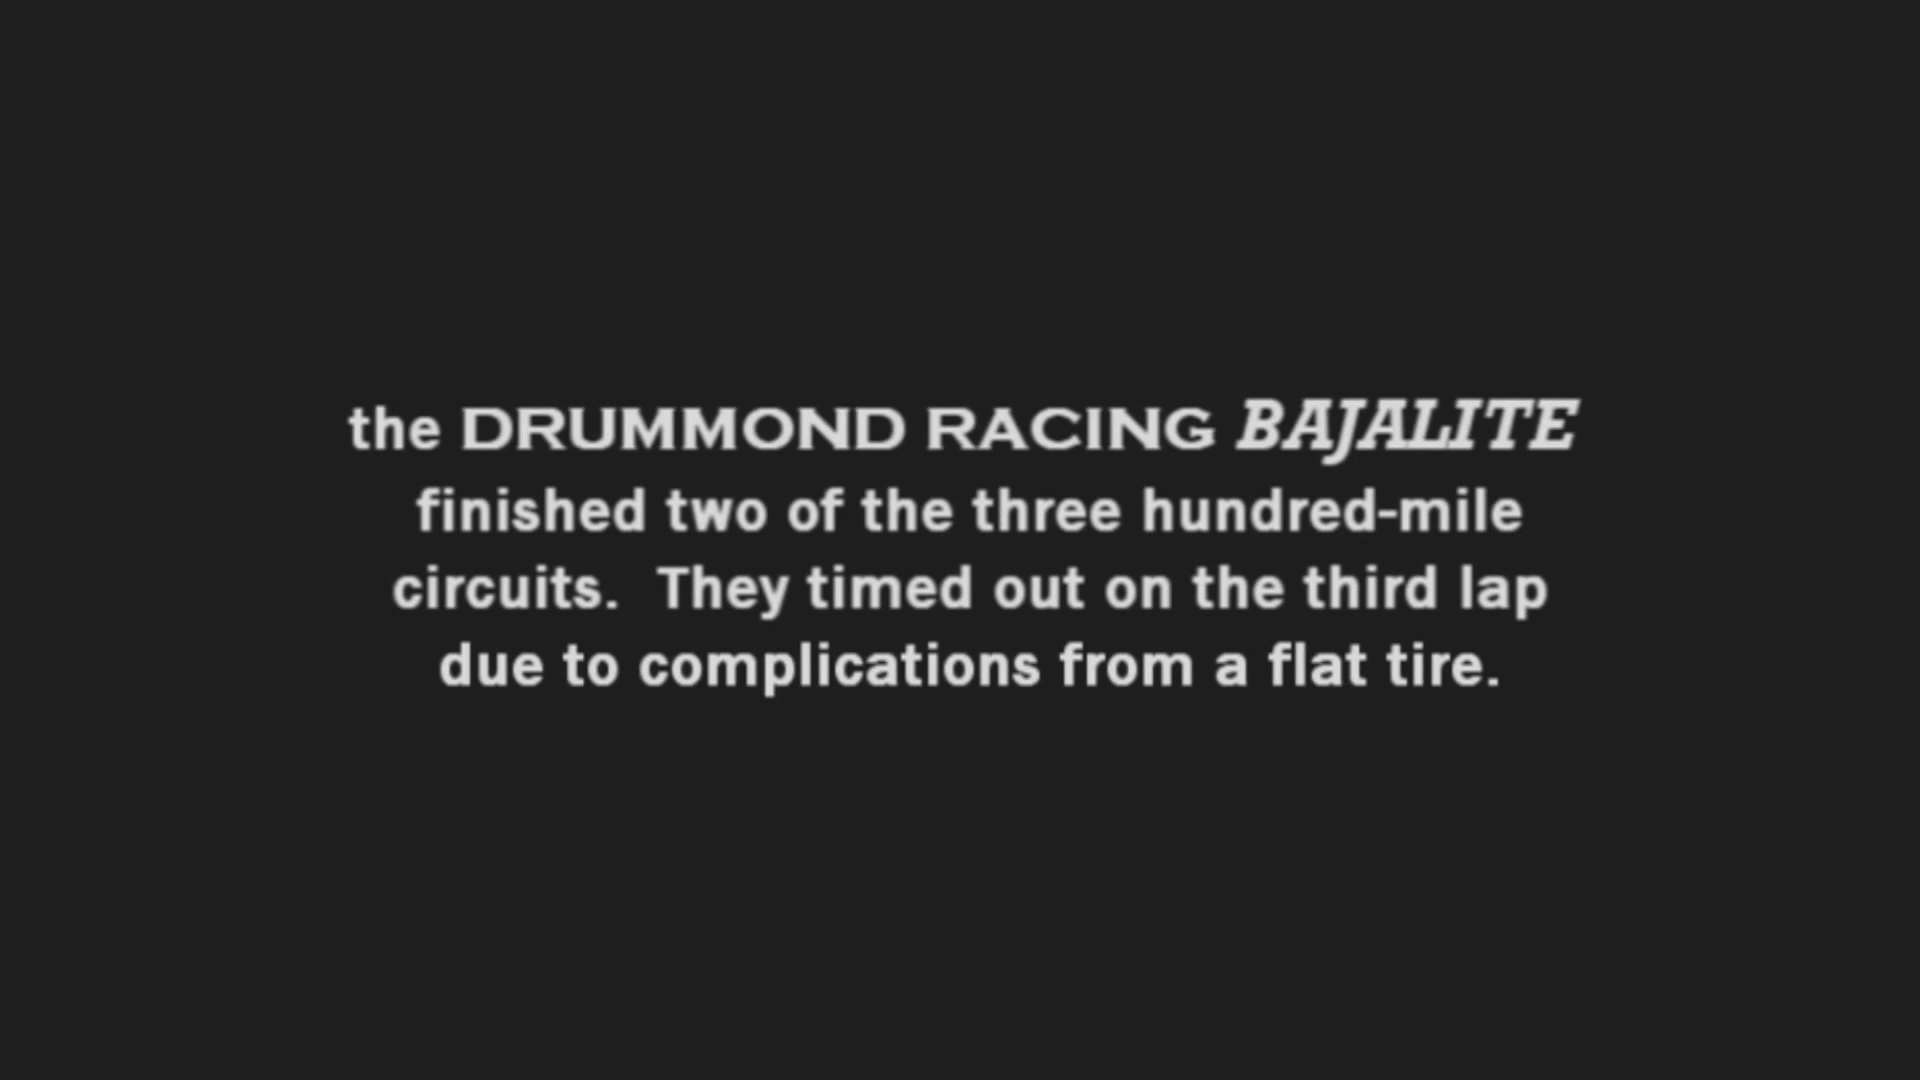 the DRUMMOND RACING BAJALITE
finished two of the three hundred-mile
circuits.  They timed out on the third lap
due to complications from a flat tire.